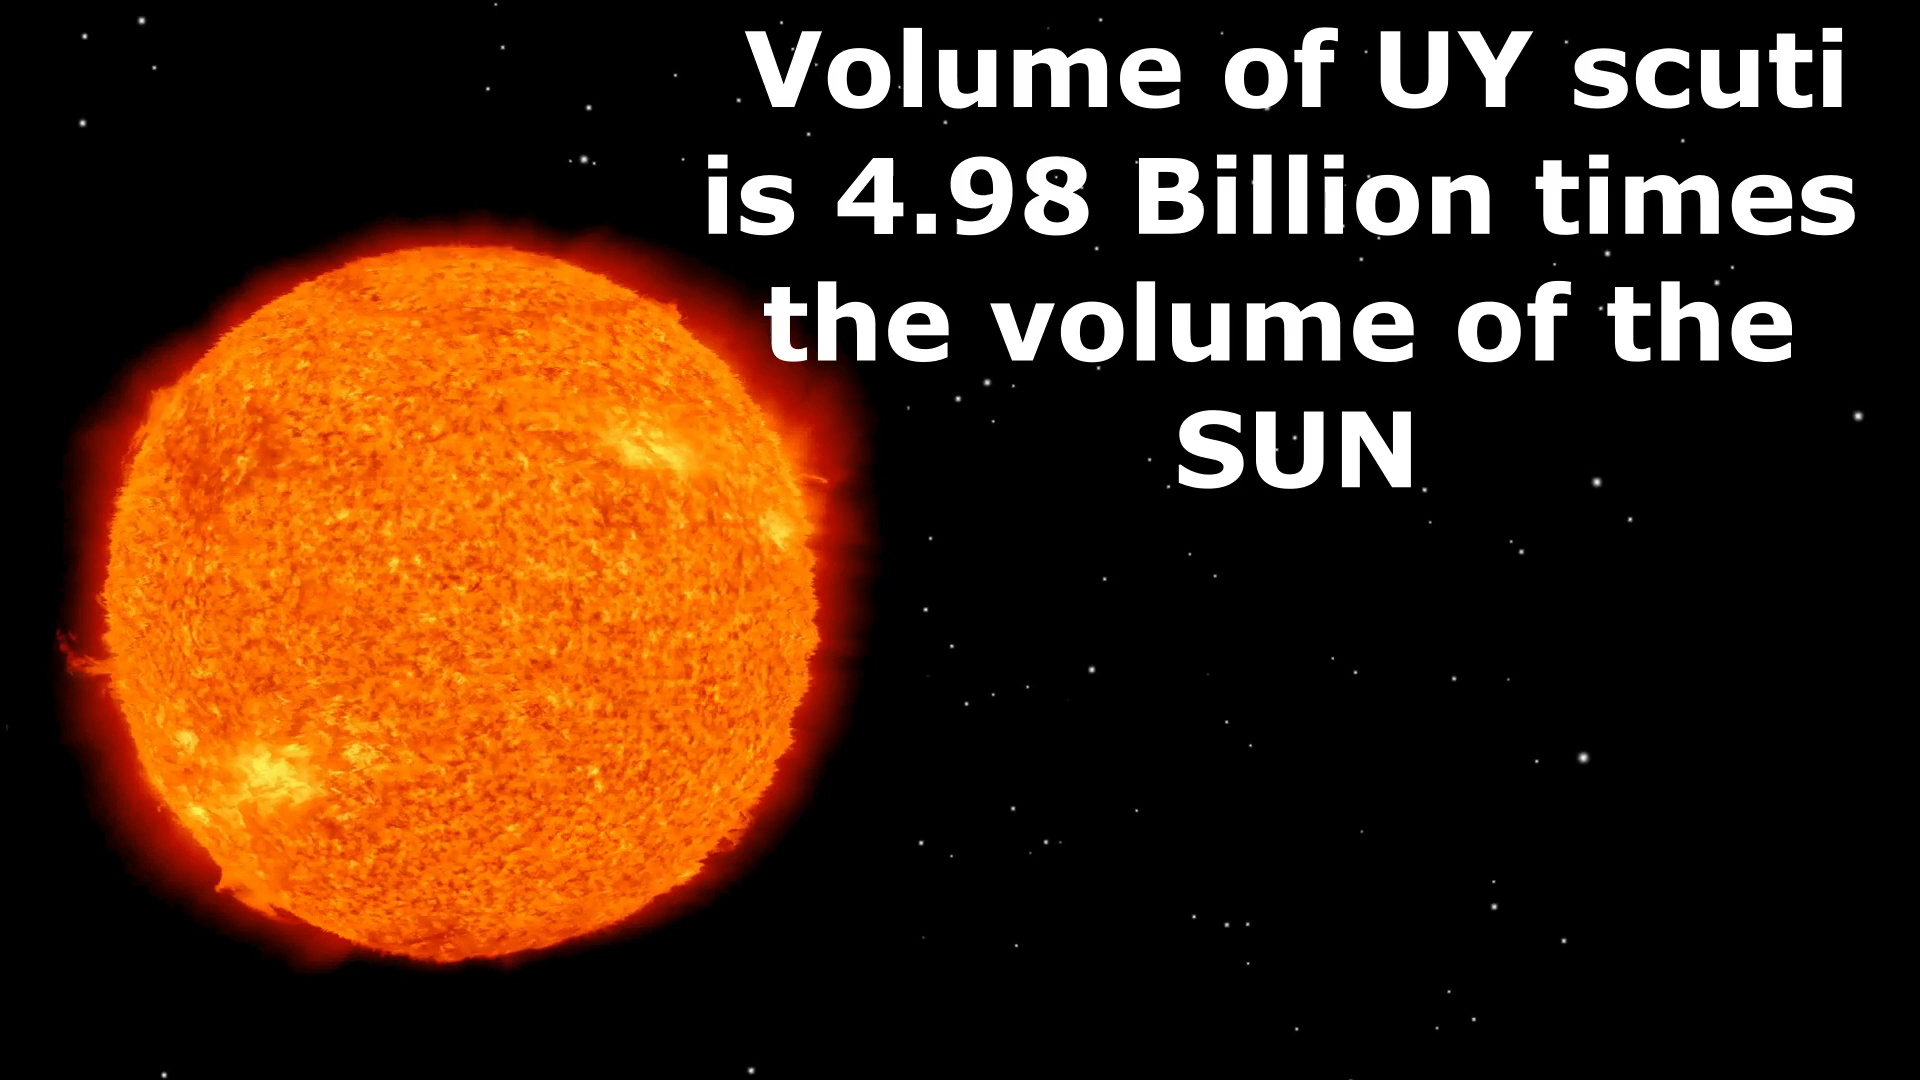 Volume of UY scuti
is 4.98 Billion times
the volume of the
SUN